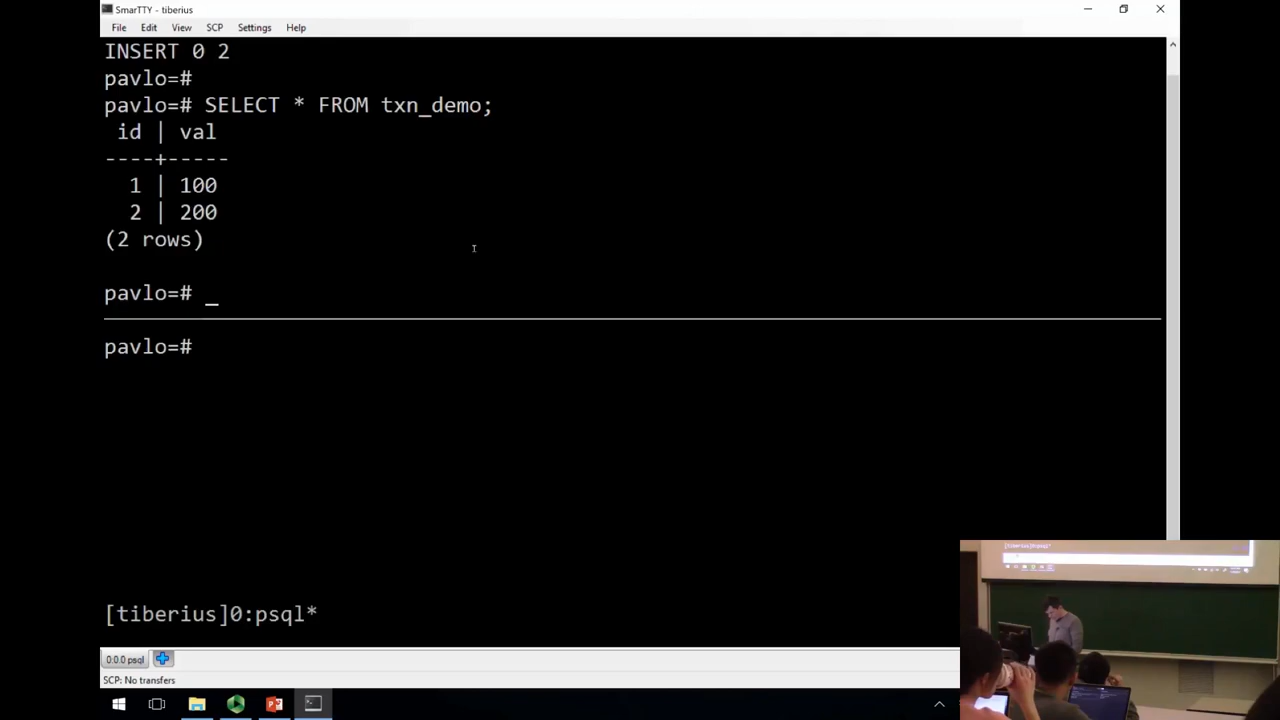 SmarTTY - tiberius
File Edit View SCP Settings Help
INSERT 0 2
pavlo=#
pavlo=# SELECT * FROM txn_demo;
id | val
----+-----
1 | 100
2 | 200
(2 rows)
pavlo=# _
pavlo=#
[tiberius]0:psql*
0:0.0 psql
SCP: No transfers